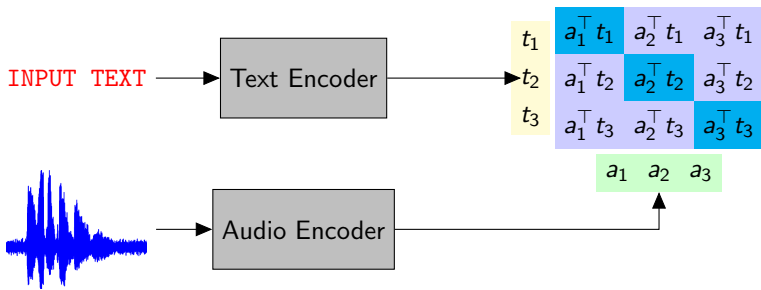 INPUT TEXT
Text Encoder
t₁
t₂
t₃
a₁⊤t₁ a₂⊤t₁ a₃⊤t₁
a₁⊤t₂ a₂⊤t₂ a₃⊤t₂
a₁⊤t₃ a₂⊤t₃ a₃⊤t₃
a₁ a₂ a₃
Audio Encoder